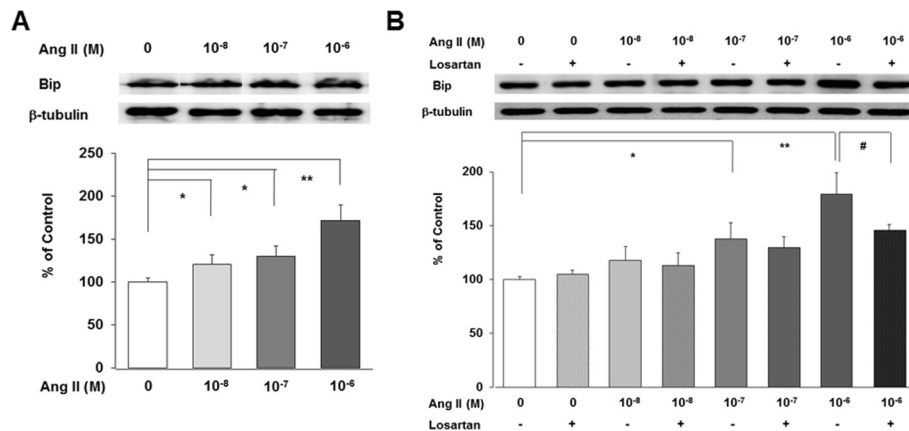 A
Ang II (M) 0 10⁻⁸ 10⁻⁷ 10⁻⁶
Bip
β-tubulin
250
200
150
100
50
0
% of Control
* * **
0 10⁻⁸ 10⁻⁷ 10⁻⁶
Ang II (M)
B
Ang II (M) 0 0 10⁻⁸ 10⁻⁸ 10⁻⁷ 10⁻⁷ 10⁻⁶ 10⁻⁶
Losartan - + - + - + - +
Bip
β-tubulin
* ** #
200
150
100
50
0
% of Control
Ang II (M) 0 0 10⁻⁸ 10⁻⁸ 10⁻⁷ 10⁻⁷ 10⁻⁶ 10⁻⁶
Losartan - + - + - + - +